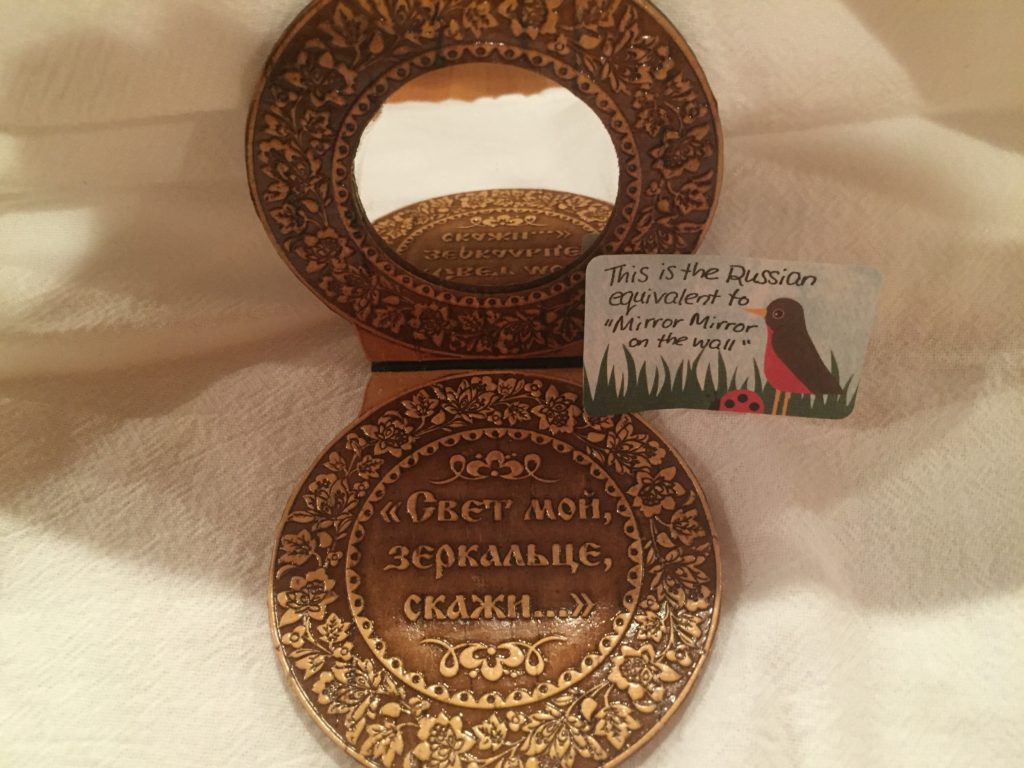 This is the Russian
equivalent to
"Mirror Mirror
on the wall"
«Свет мой,
зеркальце,
скажи...»